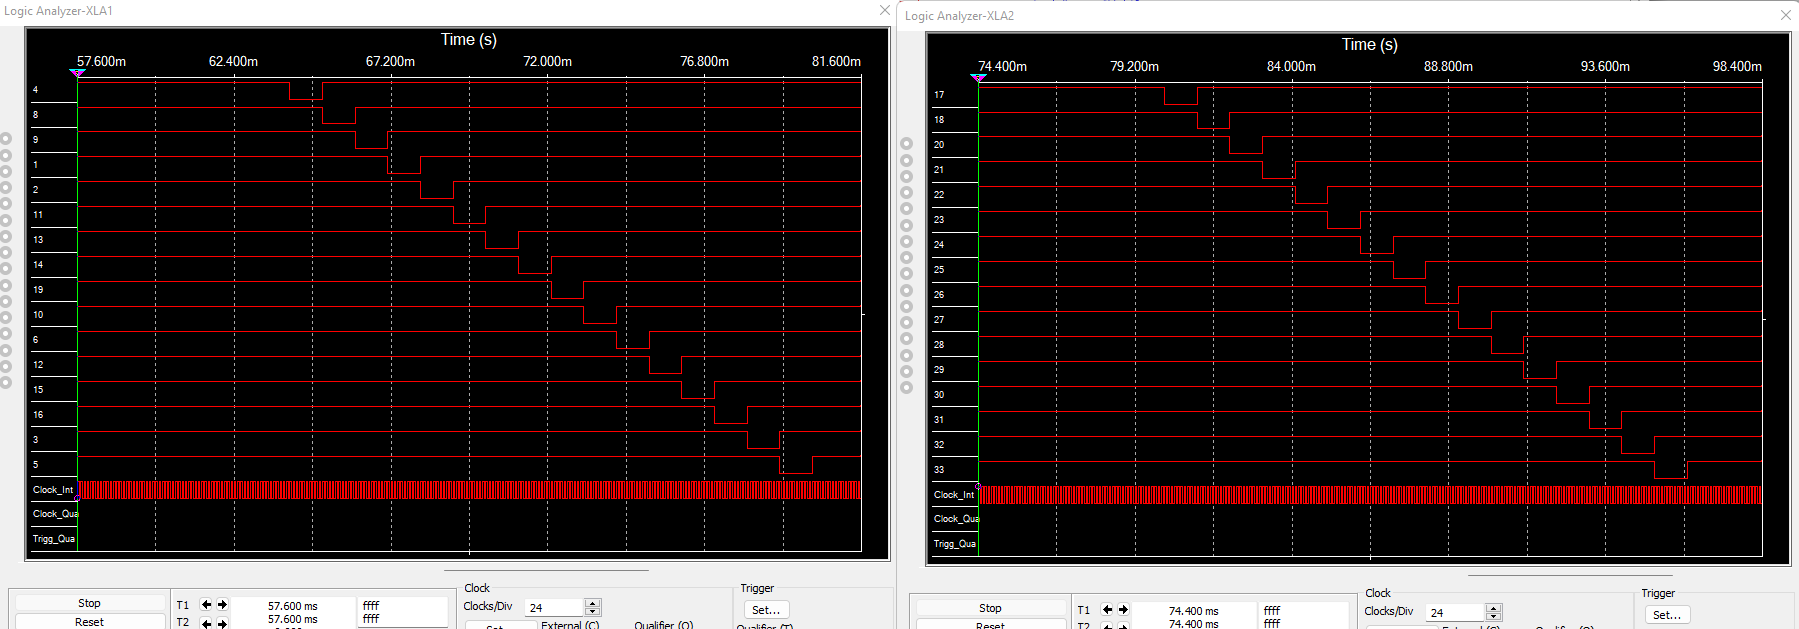 Logic Analyzer-XLA1
Time (s)
57.600m 62.400m 67.200m 72.000m 76.800m 81.600m
4
8
9
1
2
11
13
14
19
10
6
12
15
16
3
5
Clock_Int
Clock_Qua
Trigg_Qua
Stop
Reset
T1 57.600 ms ffff
T2 57.600 ms ffff
Clock
Clocks/Div 24
Set...
External (C)
Qualifier (Q)
Trigger
Set...
Qualifier (T)
Logic Analyzer-XLA2
Time (s)
74.400m 79.200m 84.000m 88.800m 93.600m 98.400m
17
18
20
21
22
23
24
25
26
27
28
29
30
31
32
33
Clock_Int
Clock_Qua
Trigg_Qua
Stop
Reset
T1 74.400 ms ffff
T2 74.400 ms ffff
Clock
Clocks/Div 24
Trigger
Set...